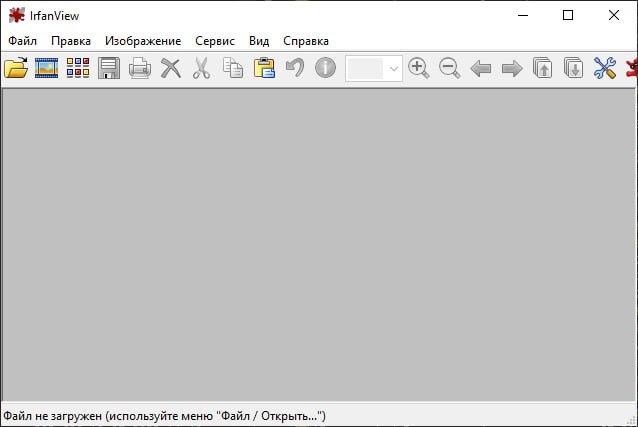 IrfanView
Файл Правка Изображение Сервис Вид Справка
Файл не загружен (используйте меню "Файл / Открыть...")